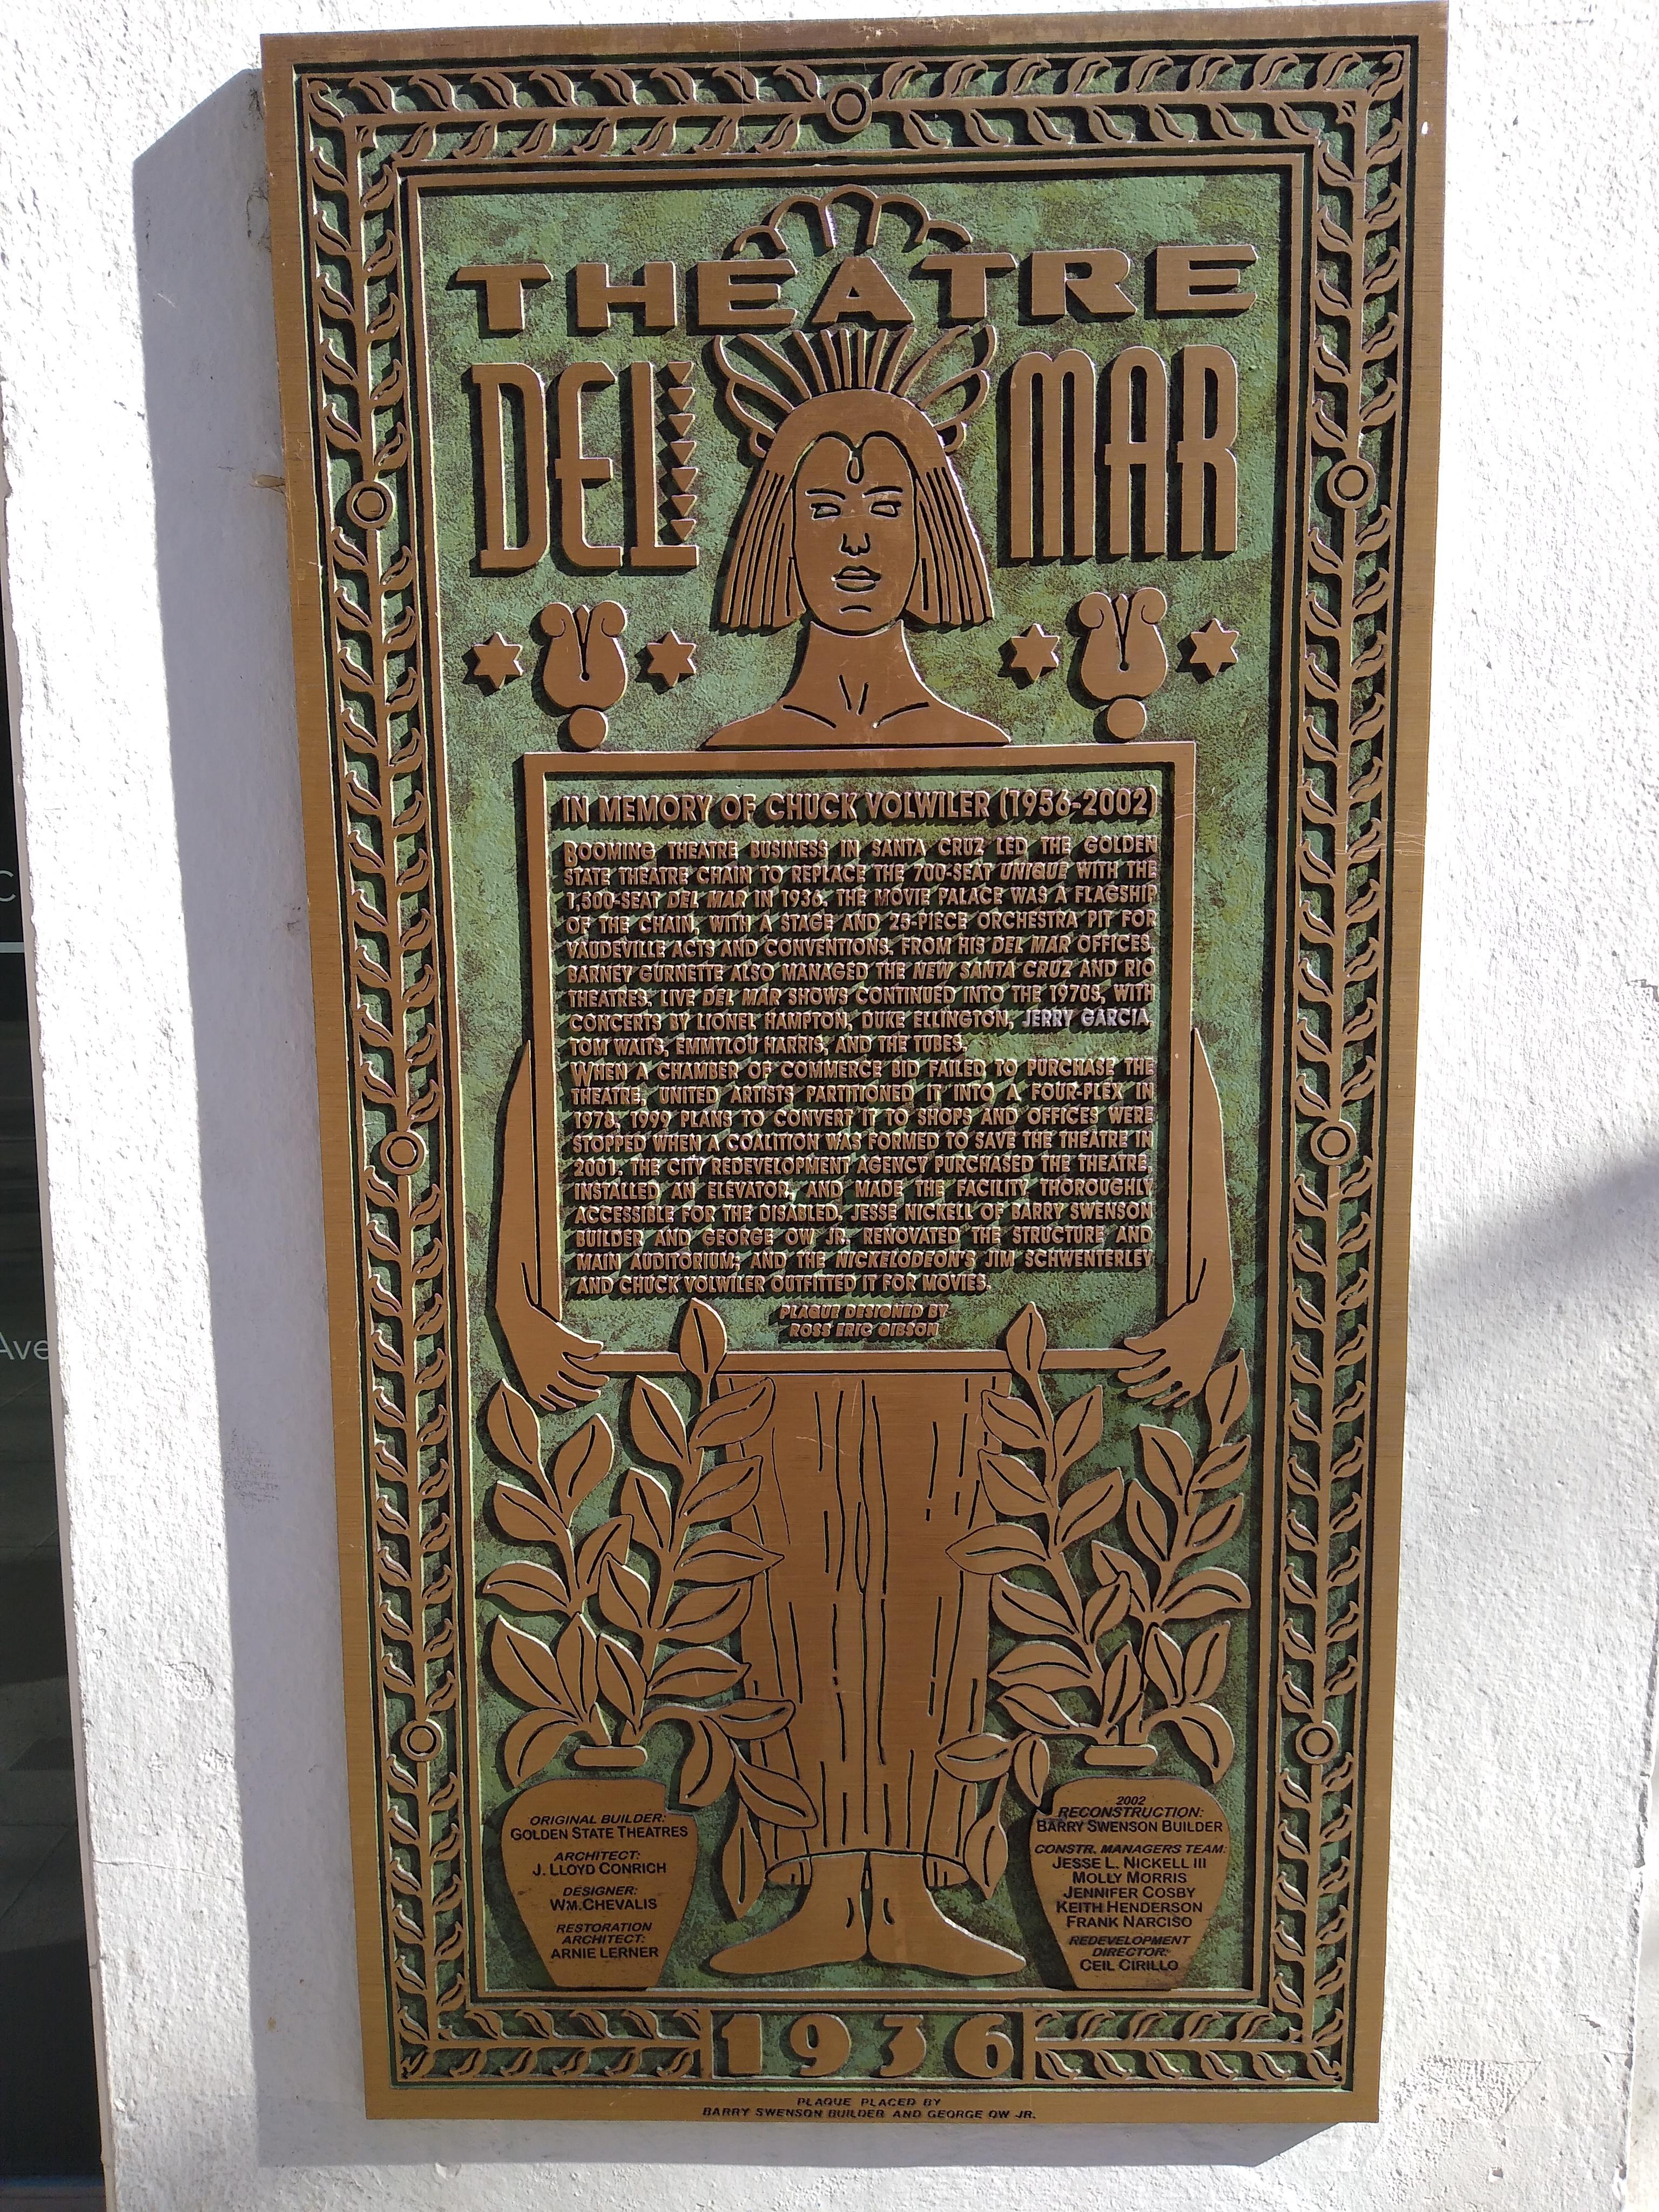 THEATRE
DEL MAR
IN MEMORY OF CHUCK VOLWILER (1956-2002)
BOOMING THEATRE BUSINESS IN SANTA CRUZ LED THE GOLDEN
STATE THEATRE CHAIN TO REPLACE THE 700-SEAT UNIQUE WITH THE
1,500-SEAT DEL MAR IN 1936. THE MOVIE PALACE WAS A FLAGSHIP
OF THE CHAIN, WITH A STAGE AND 25-PIECE ORCHESTRA PIT FOR
VAUDEVILLE ACTS AND CONVENTIONS. FROM HIS DEL MAR OFFICES,
BARNEY GURNETTE ALSO MANAGED THE NEW SANTA CRUZ AND RIO
THEATRES. LIVE DEL MAR SHOWS CONTINUED INTO THE 1970S, WITH
CONCERTS BY LIONEL HAMPTON, DUKE ELLINGTON, JERRY GARCIA,
TOM WAITS, EMMYLOU HARRIS, AND THE TUBES.
WHEN A CHAMBER OF COMMERCE BID FAILED TO PURCHASE THE
THEATRE, UNITED ARTISTS PARTITIONED IT INTO A FOUR-PLEX IN
1978. 1999 PLANS TO CONVERT IT TO SHOPS AND OFFICES WERE
STOPPED WHEN A COALITION WAS FORMED TO SAVE THE THEATRE IN
2001. THE CITY REDEVELOPMENT AGENCY PURCHASED THE THEATRE,
INSTALLED AN ELEVATOR, AND MADE THE FACILITY THOROUGHLY
ACCESSIBLE FOR THE DISABLED. JESSE NICKELL OF BARRY SWENSON
BUILDER AND GEORGE OW JR. RENOVATED THE STRUCTURE AND
MAIN AUDITORIUM; AND THE NICKELODEON'S JIM SCHWENTERLEY
AND CHUCK VOLWILER OUTFITTED IT FOR MOVIES.
PLAQUE DESIGNED BY
ROSS ERIC GIBSON
ORIGINAL BUILDER:
GOLDEN STATE THEATRES
ARCHITECT:
J. LLOYD CONRICH
DESIGNER:
WM. CHEVALIS
RESTORATION
ARCHITECT:
ARNIE LERNER
2002
RECONSTRUCTION:
BARRY SWENSON BUILDER
CONSTR. MANAGERS TEAM:
JESSE L. NICKELL III
MOLLY MORRIS
JENNIFER COSBY
KEITH HENDERSON
FRANK NARCISO
REDEVELOPMENT
DIRECTOR:
CEIL CIRILLO
1936
PLAQUE PLACED BY
BARRY SWENSON BUILDER AND GEORGE OW JR.
C
Ave